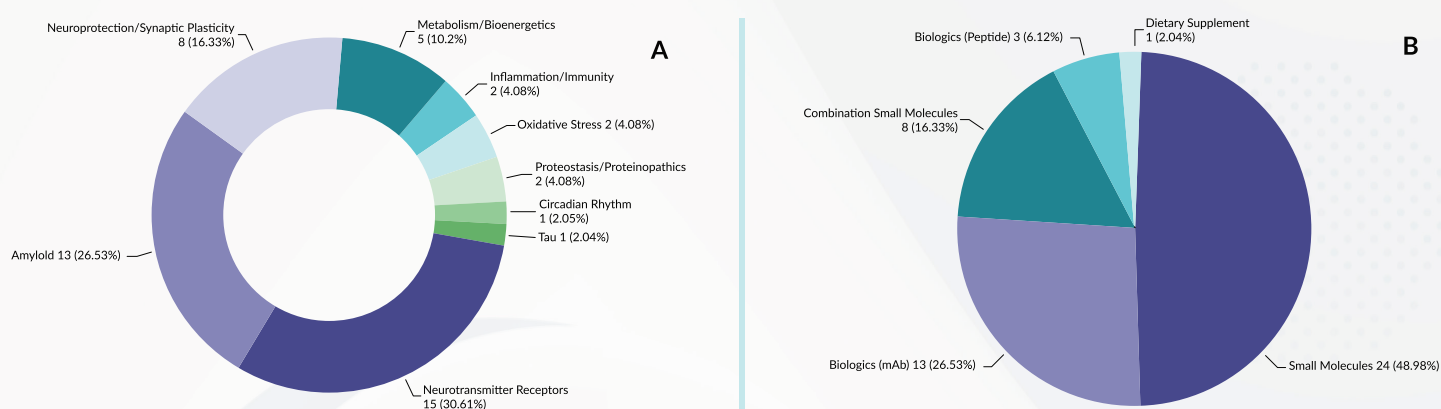 Neuroprotection/Synaptic Plasticity
8 (16.33%)
Metabolism/Bioenergetics
5 (10.2%)
A
Inflammation/Immunity
2 (4.08%)
Oxidative Stress 2 (4.08%)
Proteostasis/Proteinopathics
2 (4.08%)
Circadian Rhythm
1 (2.05%)
Tau 1 (2.04%)
Amylold 13 (26.53%)
Neurotransmitter Receptors
15 (30.61%)
Dietary Supplement
1 (2.04%)
Biologics (Peptide) 3 (6.12%)
B
Combination Small Molecules
8 (16.33%)
Biologics (mAb) 13 (26.53%)
Small Molecules 24 (48.98%)